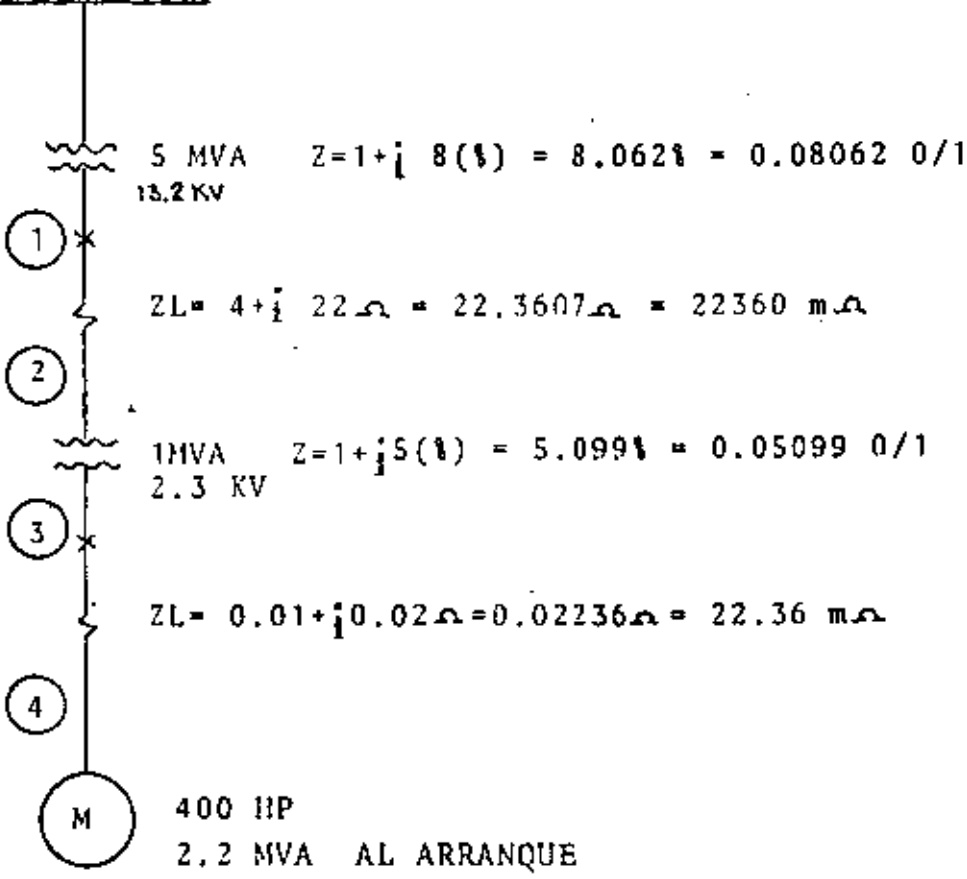 5 MVA Z=1+j 8(%) = 8.062% = 0.08062 0/1
13.2 KV
1
ZL= 4+j 22Ω = 22.3607Ω = 22360 mΩ
2
1MVA Z=1+j5(%) = 5.099% = 0.05099 0/1
2.3 KV
3
ZL= 0.01+j0.02Ω=0.02236Ω = 22.36 mΩ
4
M
400 HP
2.2 MVA AL ARRANQUE